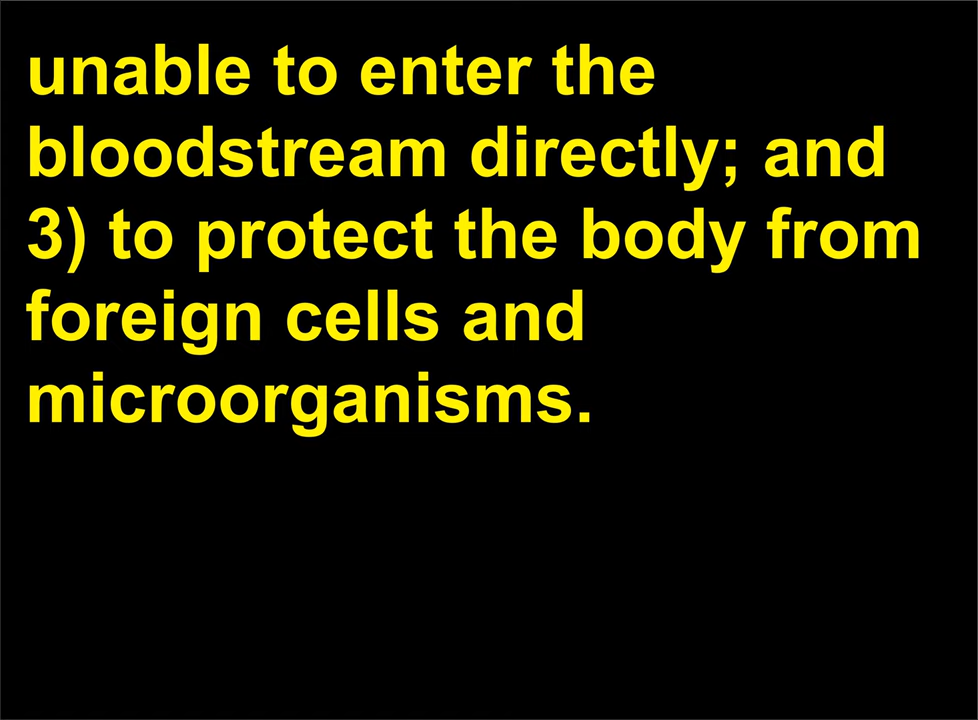 unable to enter the
bloodstream directly; and
3) to protect the body from
foreign cells and
microorganisms.